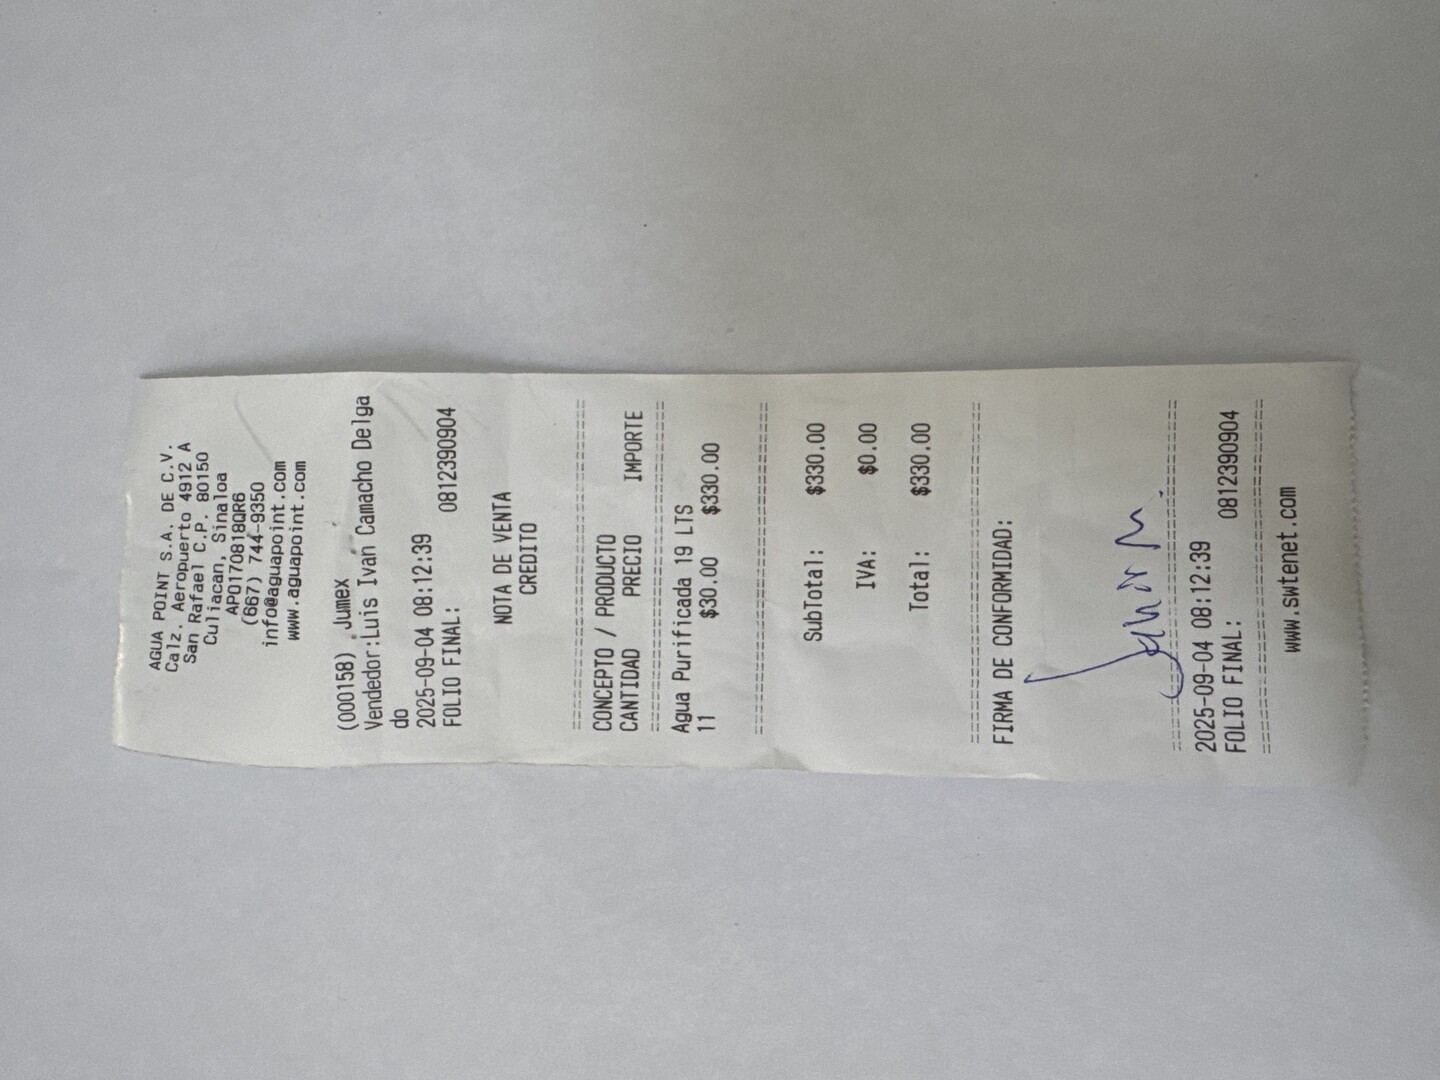 AGUA POINT S.A. DE C.V.
Calz. Aeropuerto 4912 A
San Rafael C.P. 80150
Culiacan, Sinaloa
APO170818QR6
(667) 744-9350
info@aguapoint.com
www.aguapoint.com
(000158) Jumex
Vendedor:Luis Ivan Camacho Delga
do
2025-09-04 08:12:39
FOLIO FINAL: 0812390904
NOTA DE VENTA
CREDITO
================================
CONCEPTO / PRODUCTO
CANTIDAD PRECIO IMPORTE
================================
Agua Purificada 19 LTS
11 $30.00 $330.00
================================
SubTotal: $330.00
IVA: $0.00
Total: $330.00
================================
FIRMA DE CONFORMIDAD:
================================
2025-09-04 08:12:39
FOLIO FINAL: 0812390904
================================
www.swtenet.com